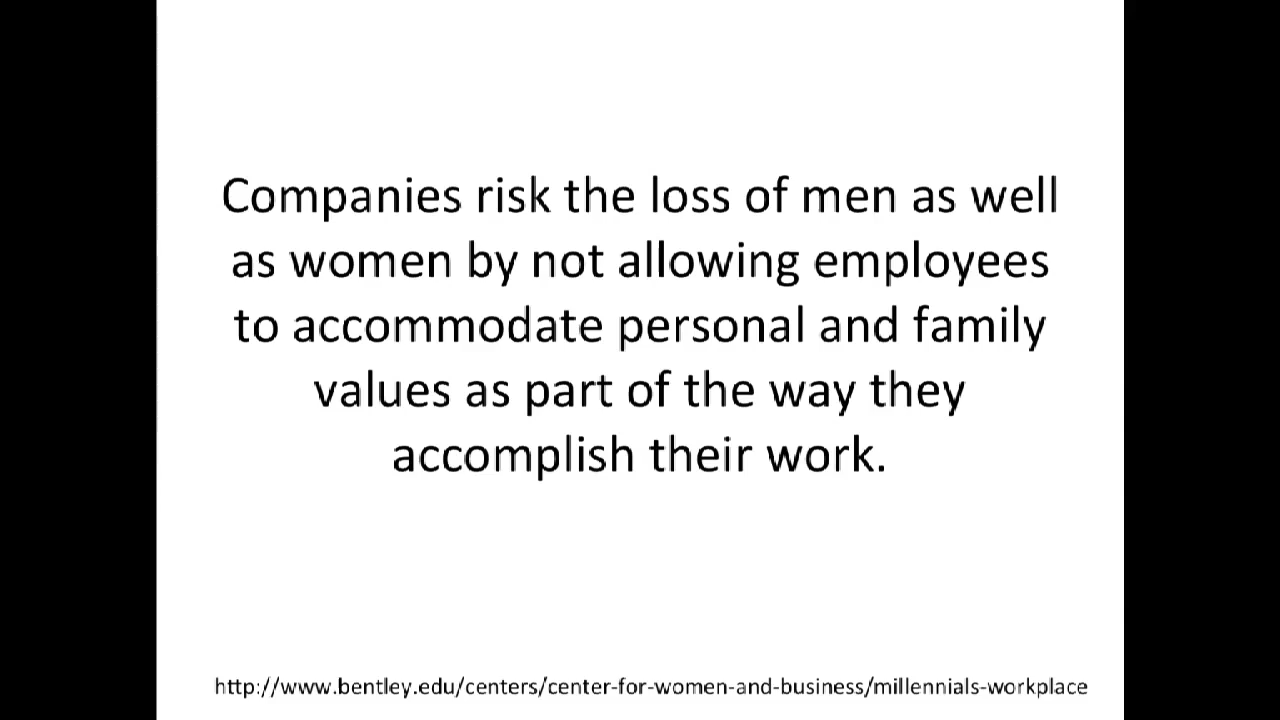 Companies risk the loss of men as well
as women by not allowing employees
to accommodate personal and family
values as part of the way they
accomplish their work.
http://www.bentley.edu/centers/center-for-women-and-business/millennials-workplace